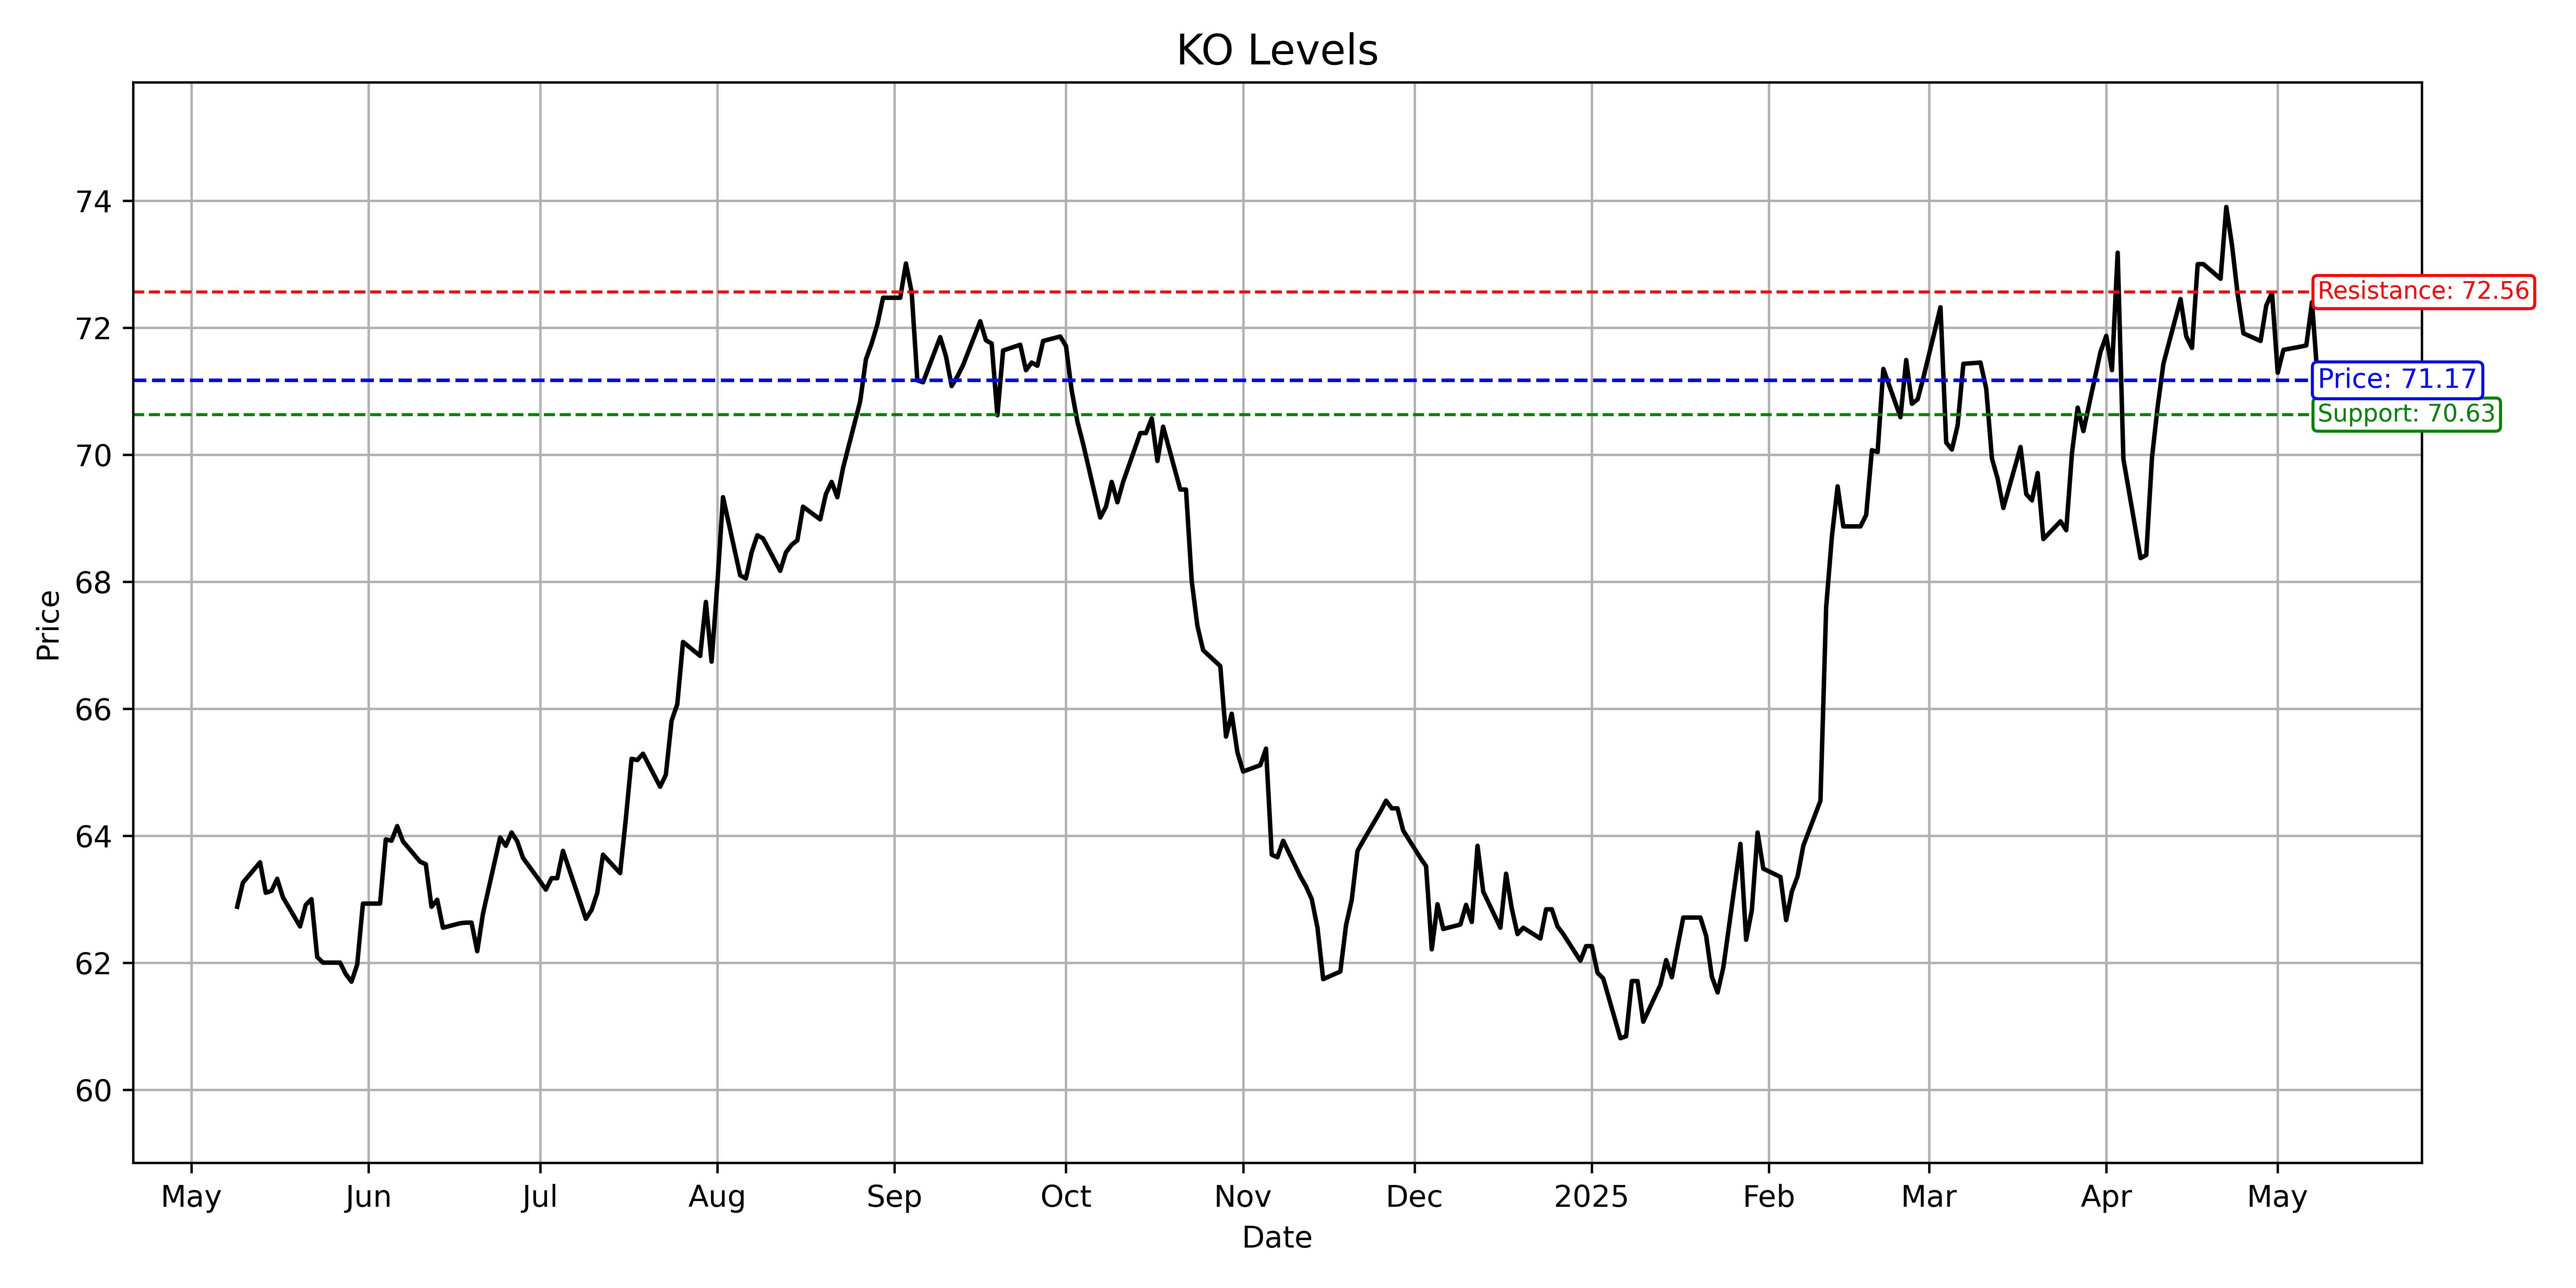 KO Levels
74
72
70
68
66
64
62
60
Price
Resistance: 72.56
Price: 71.17
Support: 70.63
May Jun Jul Aug Sep Oct Nov Dec 2025 Feb Mar Apr May
Date